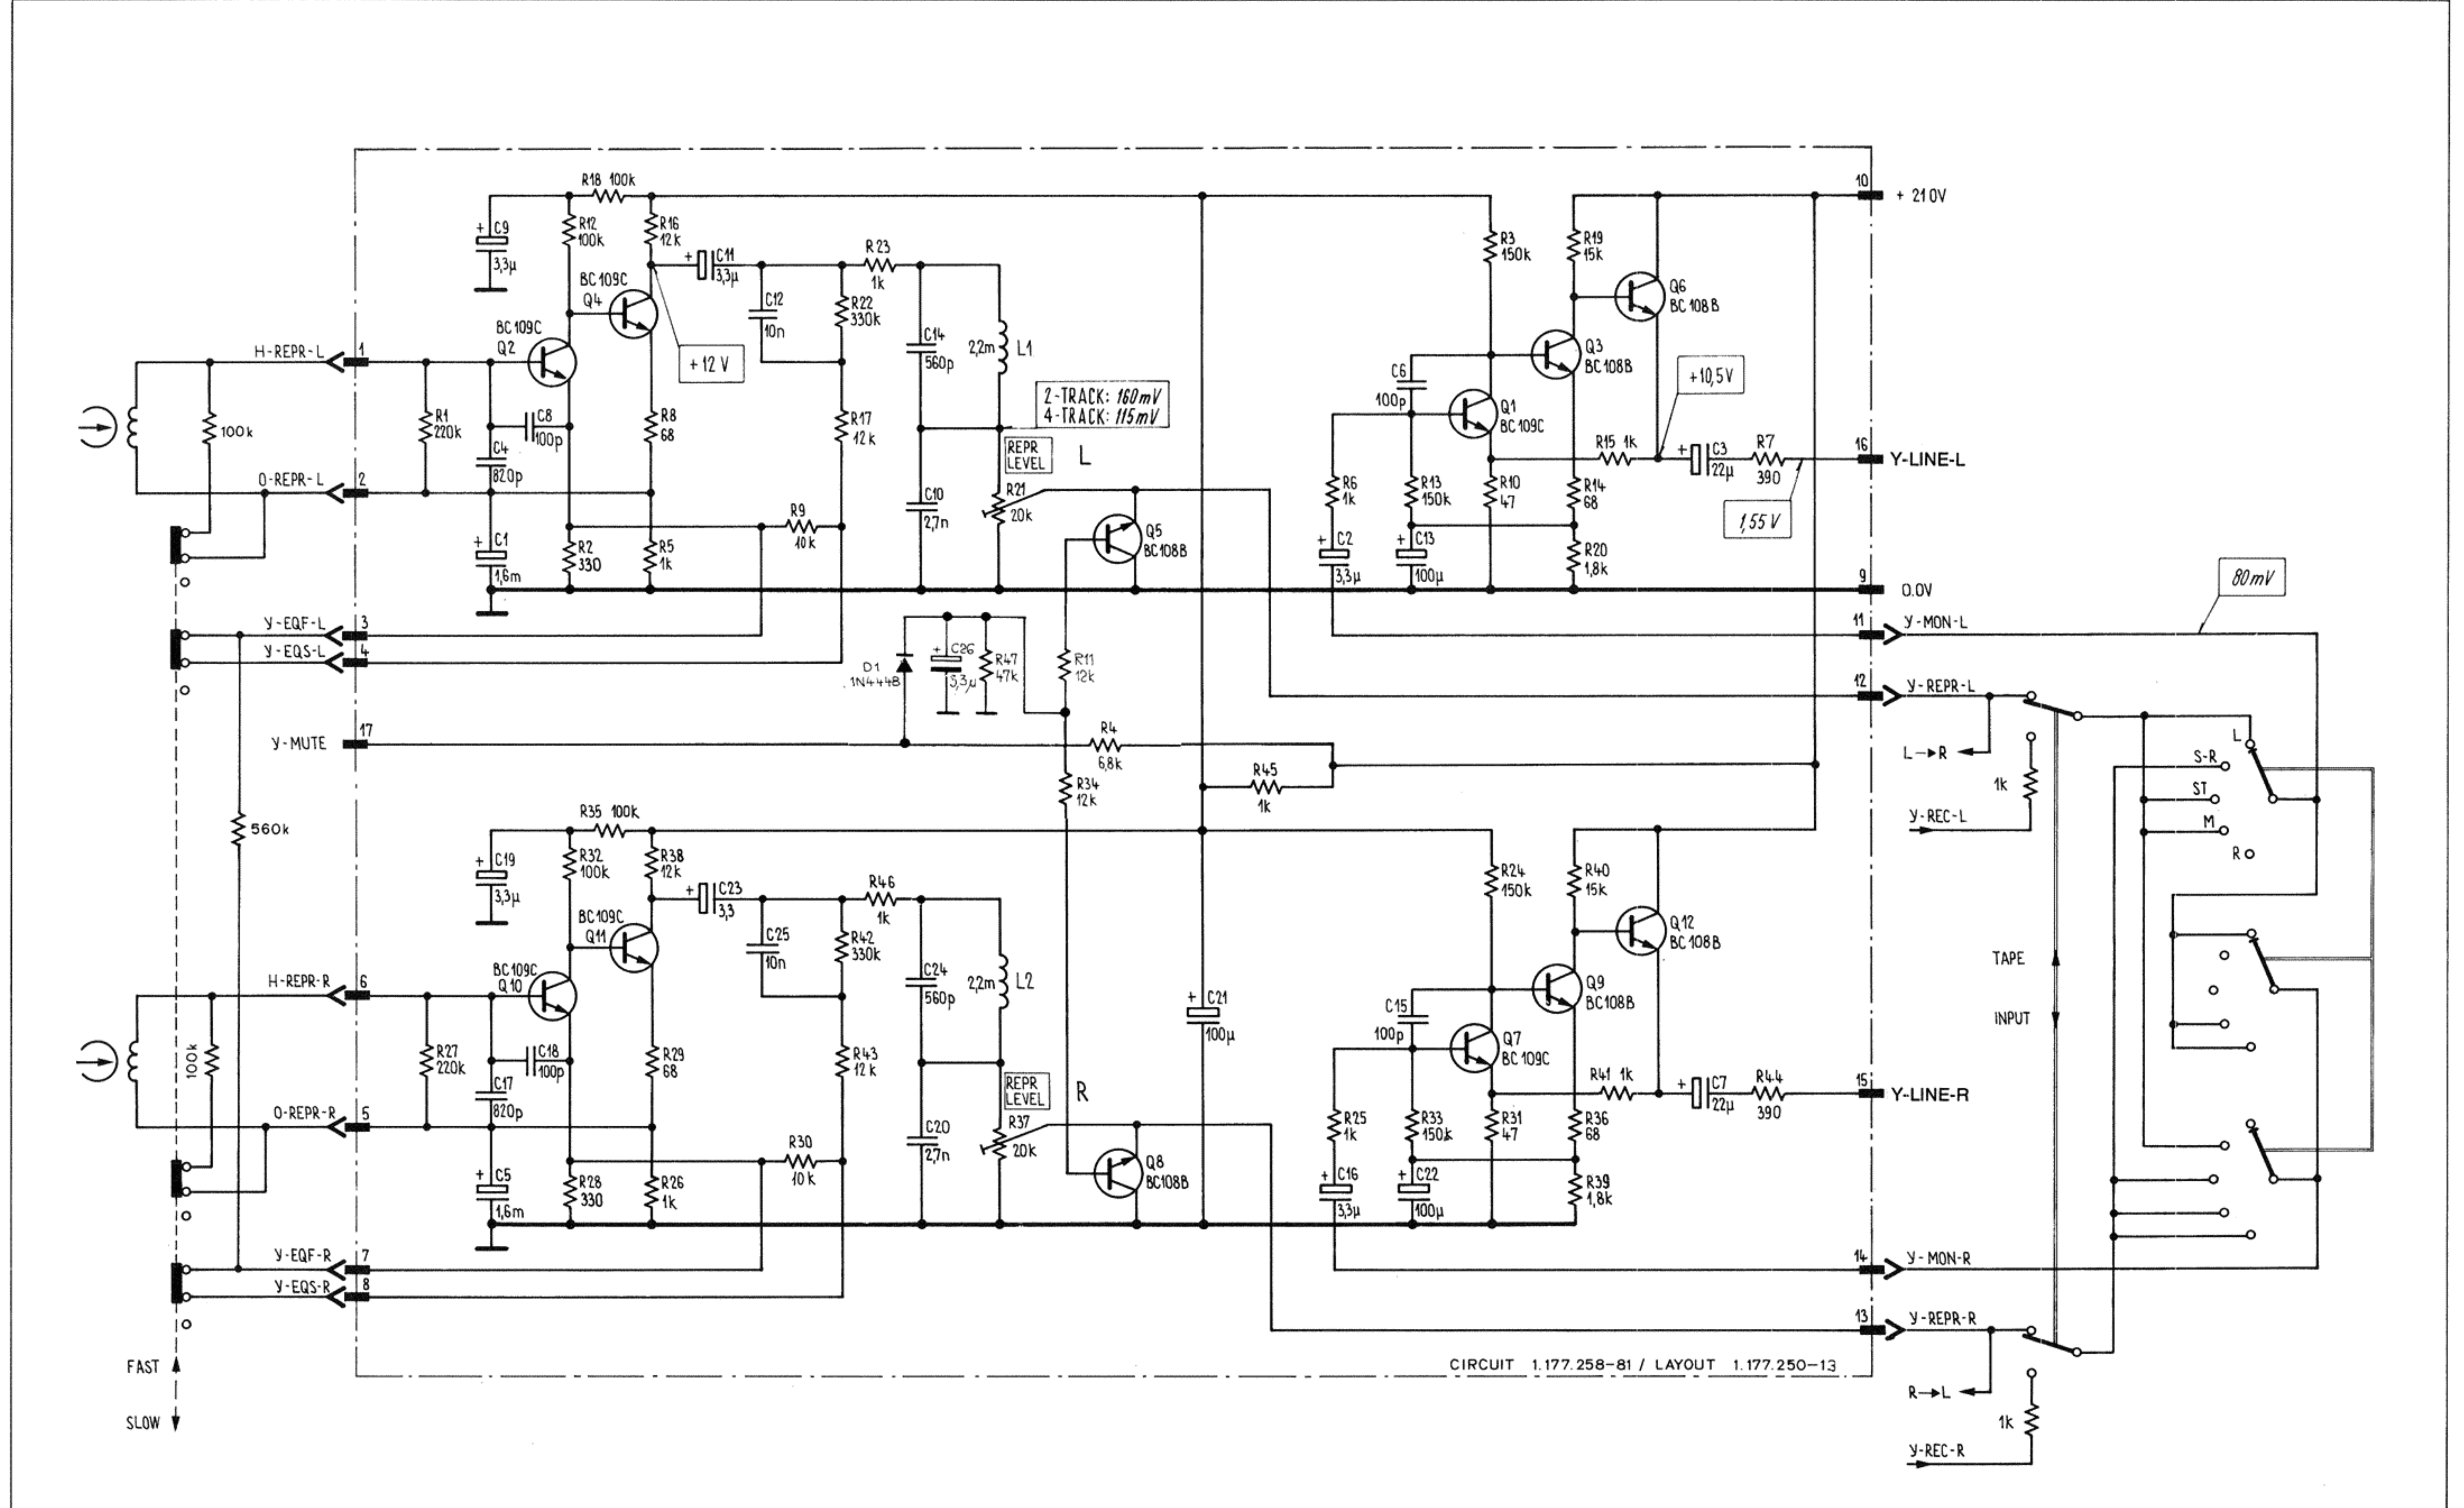 R18 100k
10
+ 21 0V
C9
+
3,3µ
R12
100k
R16
12k
+
C11
3,3µ
R23
1k
R3
150k
R19
15k
BC109C
Q4
C12
10n
R22
330k
Q6
BC108B
BC109C
Q2
C14
560p
2,2m
L1
H-REPR-L
1
+12 V
Q3
BC108B
C6
100p
+10,5V
2-TRACK: 160mV
4-TRACK: 115mV
Q1
BC109C
100k
R1
220k
C8
100p
R8
68
R17
12k
REPR
LEVEL
L
R15 1k
+
C3
22µ
R7
390
16
Y-LINE-L
C4
820p
O-REPR-L
2
C10
2,7n
R21
20k
R6
1k
R13
150k
R10
47
R14
68
1,55 V
R9
10k
Q5
BC108B
+
C1
1,6m
R2
330
R5
1k
+
C2
3,3µ
+
C13
100µ
R20
1,8k
9
0.0V
80mV
Y-EQF-L
3
11
Y-MON-L
Y-EQS-L
4
D1
1N4448
+
C26
3,3µ
R47
47k
R11
12k
12
Y-REPR-L
Y-MUTE
17
R4
6,8k
L→R
L
S-R
ST
M
R
R45
1k
R34
12k
1k
Y-REC-L
560k
R35 100k
+
C19
3,3µ
R32
100k
R38
12k
+
C23
3,3
R46
1k
R24
150k
R40
15k
BC109C
Q11
C25
10n
R42
330k
Q12
BC108B
TAPE
INPUT
BC109C
Q10
C24
560p
2,2m
L2
H-REPR-R
6
+
C21
100µ
Q9
BC108B
C15
100p
Q7
BC109C
100k
R27
220k
C18
100p
R29
68
R43
12k
REPR
LEVEL
R
R41 1k
+
C7
22µ
R44
390
15
Y-LINE-R
C17
820p
O-REPR-R
5
C20
2,7n
R37
20k
R25
1k
R33
150k
R31
47
R36
68
R30
10k
Q8
BC108B
+
C5
1,6m
R28
330
R26
1k
+
C16
3,3µ
+
C22
100µ
R39
1,8k
Y-EQF-R
7
14
Y-MON-R
Y-EQS-R
8
13
Y-REPR-R
FAST
SLOW
CIRCUIT 1.177.258-81 / LAYOUT 1.177.250-13
R→L
1k
Y-REC-R